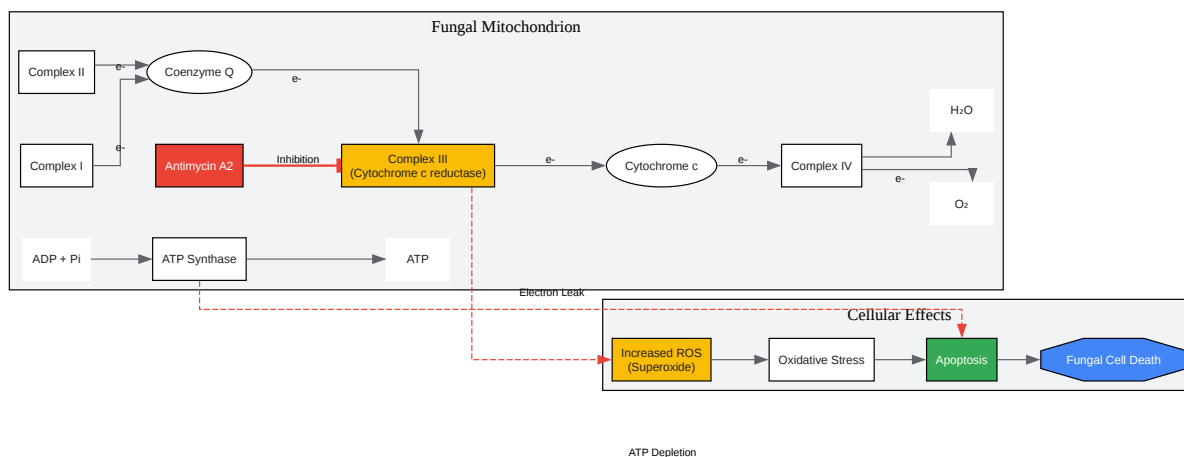 Fungal Mitochondrion
Complex II
e-
Coenzyme Q
e-
Complex I
e-
Antimycin A2
Inhibition
Complex III
(Cytochrome c reductase)
e-
Cytochrome c
e-
Complex IV
e-
H₂O
O₂
ADP + Pi
ATP Synthase
ATP
Electron Leak
Cellular Effects
Increased ROS
(Superoxide)
Oxidative Stress
Apoptosis
Fungal Cell Death
ATP Depletion